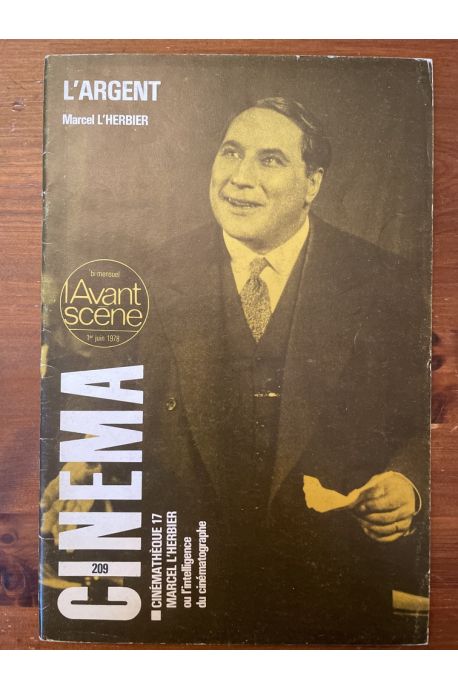 L'ARGENT
Marcel L'HERBIER
bi-mensuel
l'Avant
scène
1er juin 1978
CINEMA
209
CINÉMATHÈQUE 17
MARCEL L'HERBIER
ou l'intelligence
du cinématographe